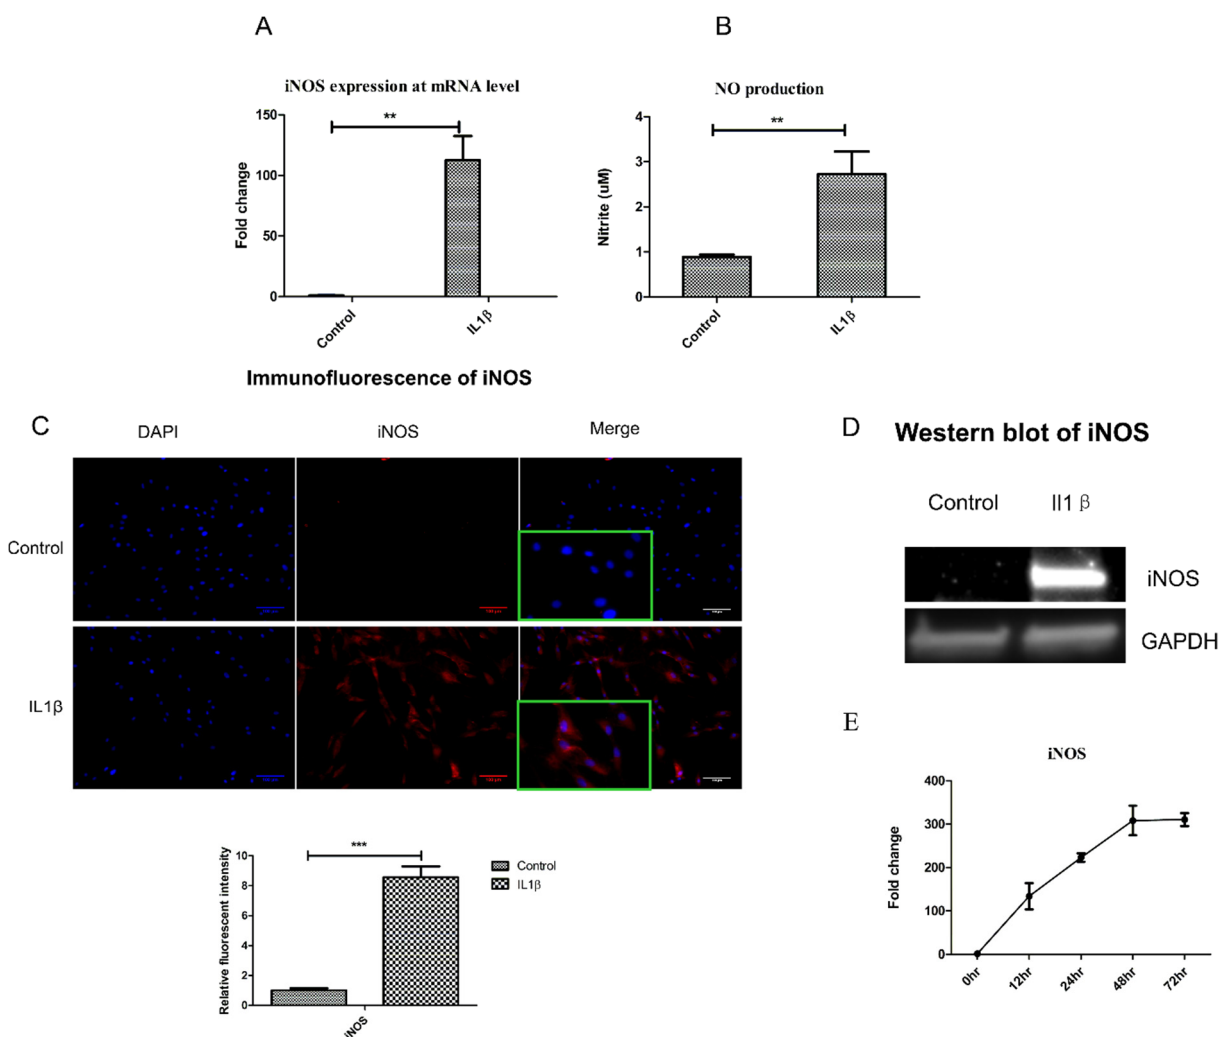 A
B
iNOS expression at mRNA level
NO production
**
**
150
100
50
0
Fold change
Control
IL1β
4
3
2
1
0
Nitrite (uM)
Control
IL1β
Immunofluorescence of iNOS
C
DAPI
iNOS
Merge
Control
IL1β
***
10
8
6
4
2
0
Relative fluorescent intensity
iNOS
Control
IL1β
D
Western blot of iNOS
Control
Il1 β
iNOS
GAPDH
E
iNOS
400
300
200
100
0
Fold change
0hr
12hr
24hr
48hr
72hr